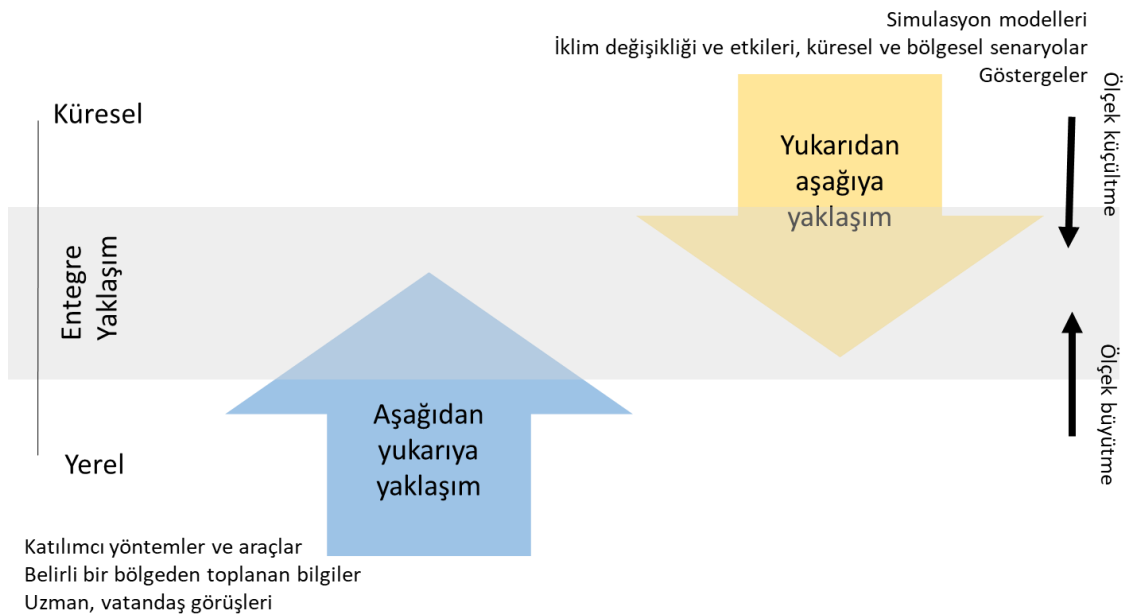 Simulasyon modelleri
İklim değişikliği ve etkileri, küresel ve bölgesel senaryolar
Göstergeler
Küresel
Yukarıdan
aşağıya
yaklaşım
Ölçek küçültme
Entegre
Yaklaşım
Ölçek büyütme
Aşağıdan
yukarıya
yaklaşım
Yerel
Katılımcı yöntemler ve araçlar
Belirli bir bölgeden toplanan bilgiler
Uzman, vatandaş görüşleri